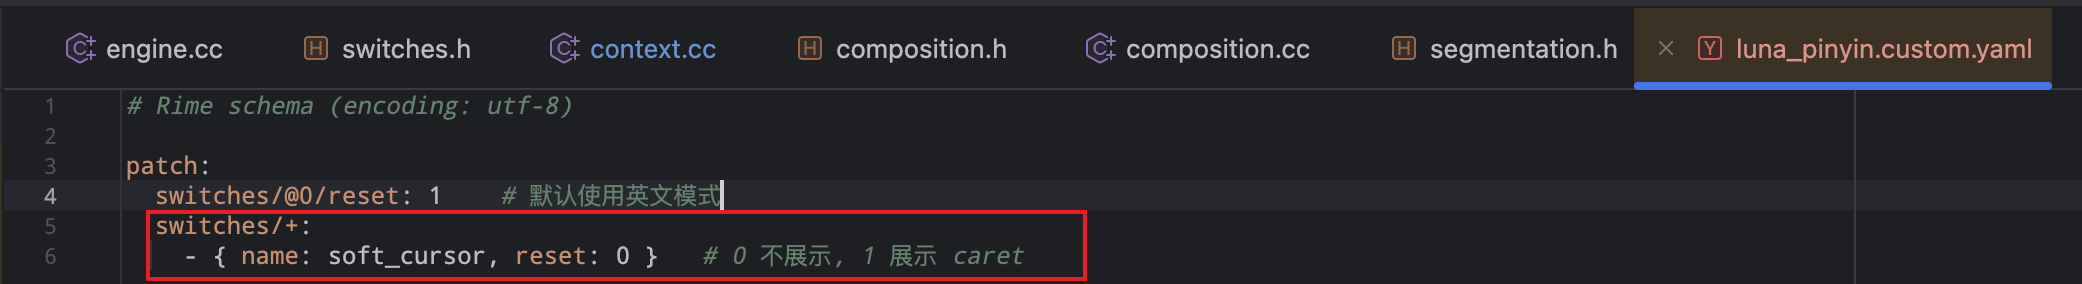 engine.cc switches.h context.cc composition.h composition.cc segmentation.h luna_pinyin.custom.yaml
1 # Rime schema (encoding: utf-8)
2
3 patch:
4 switches/@0/reset: 1 # 默认使用英文模式
5 switches/+:
6 - { name: soft_cursor, reset: 0 } # 0 不展示, 1 展示 caret